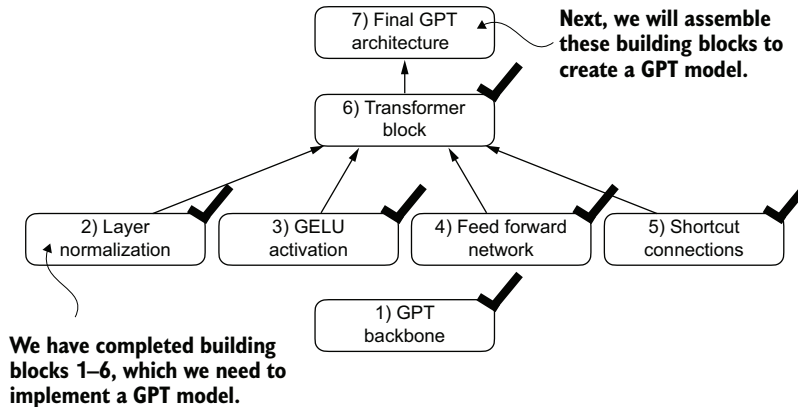 7) Final GPT
architecture
Next, we will assemble
these building blocks to
create a GPT model.
6) Transformer
block
2) Layer
normalization
3) GELU
activation
4) Feed forward
network
5) Shortcut
connections
1) GPT
backbone
We have completed building
blocks 1–6, which we need to
implement a GPT model.